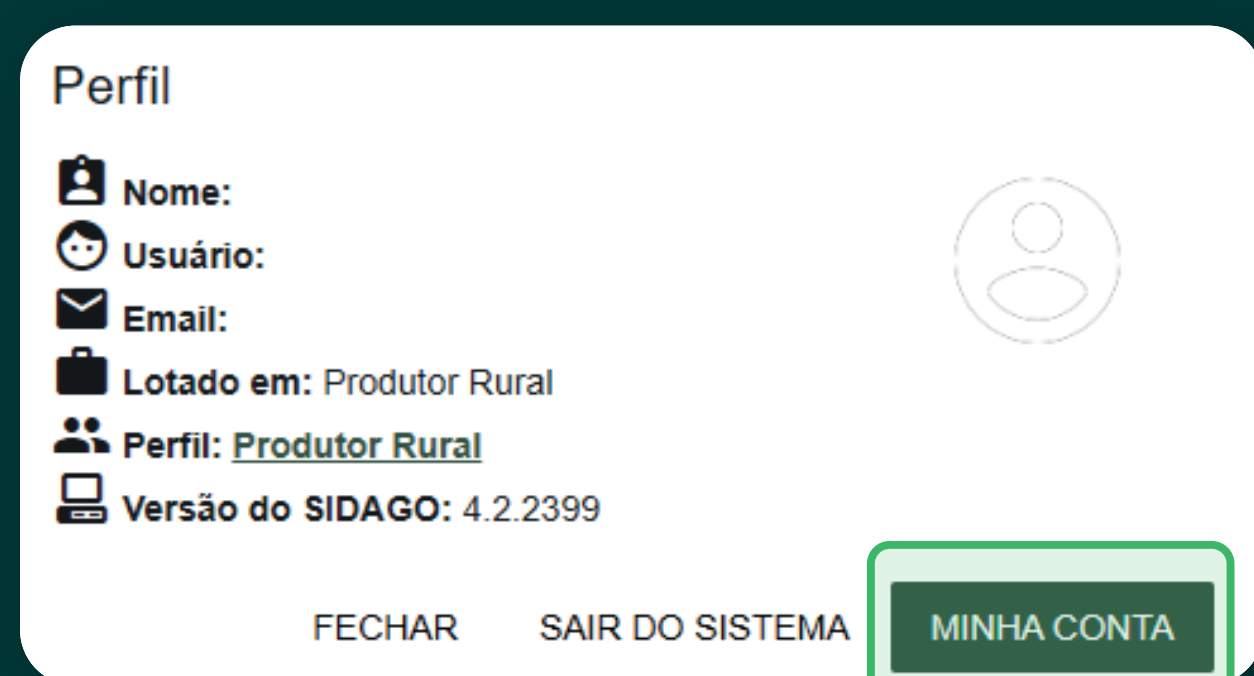 Perfil
Nome:
Usuário:
Email:
Lotado em: Produtor Rural
Perfil: Produtor Rural
Versão do SIDAGO: 4.2.2399
FECHAR SAIR DO SISTEMA MINHA CONTA